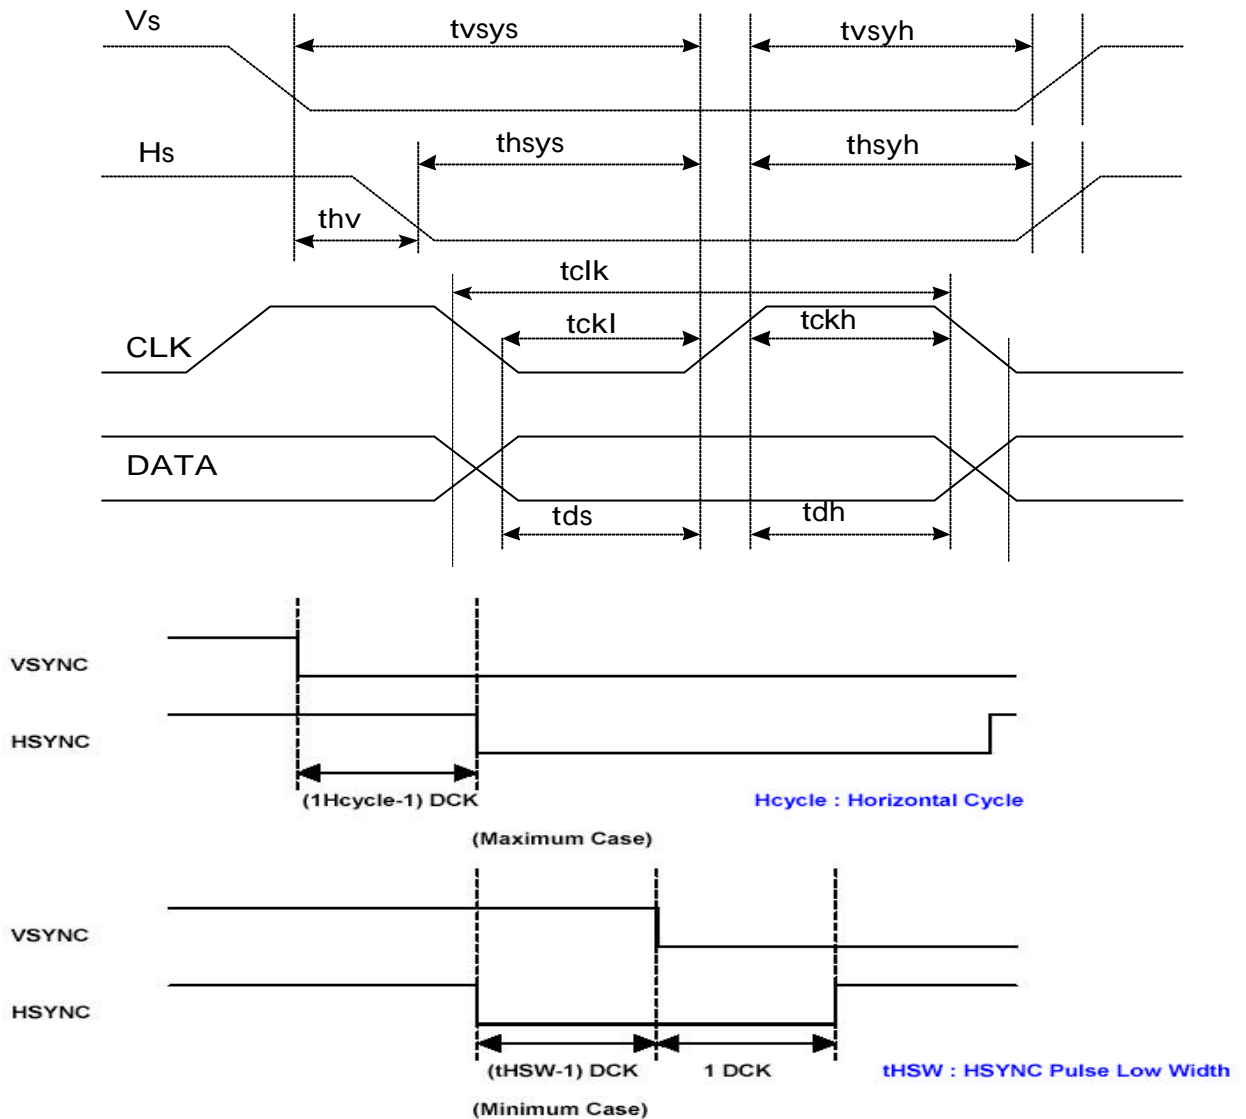 Vs
tvsys tvsyh
Hs
thsys thsyh
thv
tclk
tckl tckh
CLK
DATA
tds tdh
VSYNC
HSYNC
(1Hcycle-1) DCK
Hcycle : Horizontal Cycle
(Maximum Case)
VSYNC
HSYNC
(tHSW-1) DCK 1 DCK
tHSW : HSYNC Pulse Low Width
(Minimum Case)